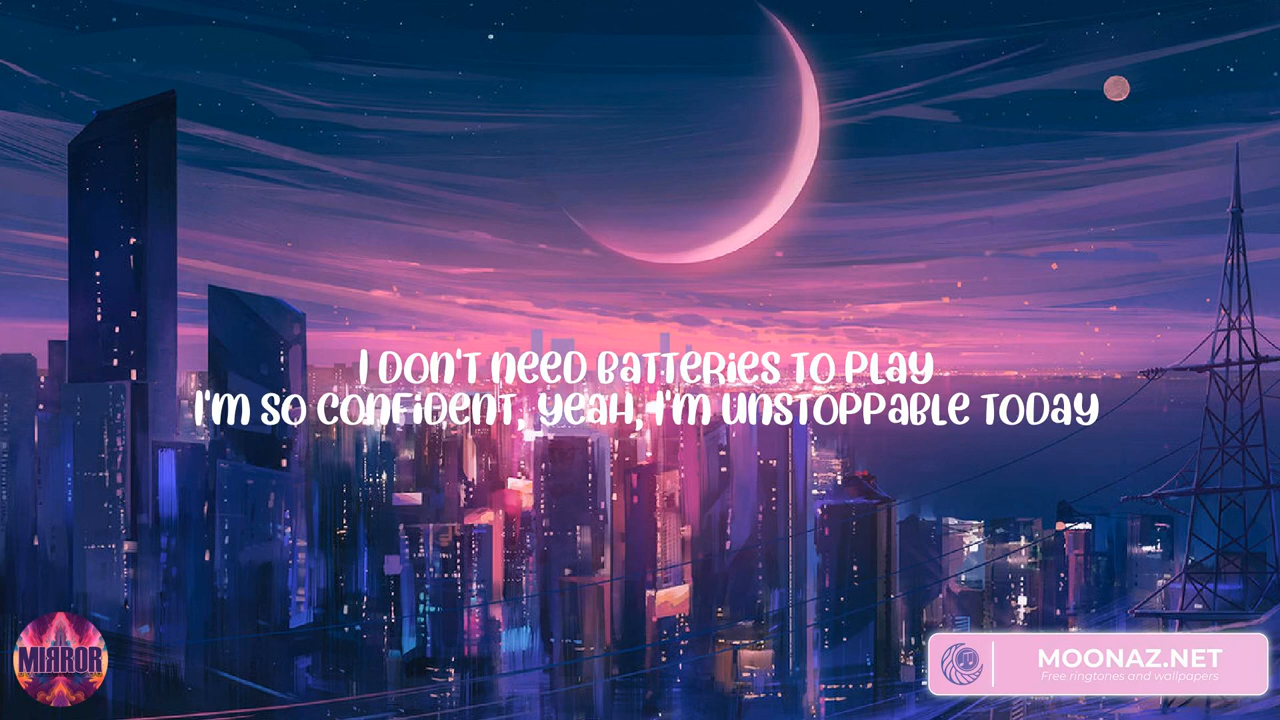 I DON'T NEED BATTERIES TO PLAY
I'M SO CONFIDENT, YEAH, I'M UNSTOPPABLE TODAY
MIRROR
MOONAZ.NET
Free ringtones and wallpapers